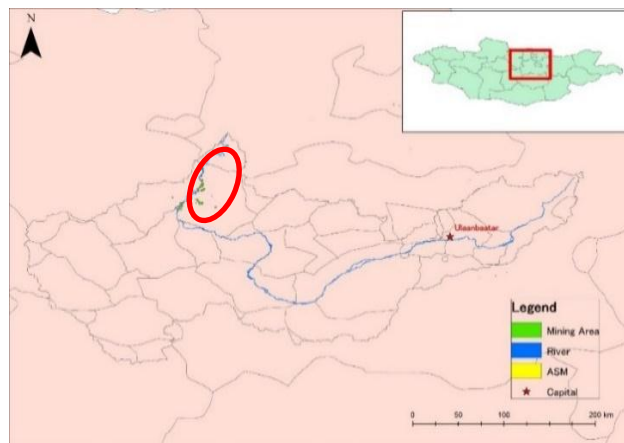 N
Ulaanbaatar
Legend
Mining Area
River
ASM
Capital
0 50 100 200 km